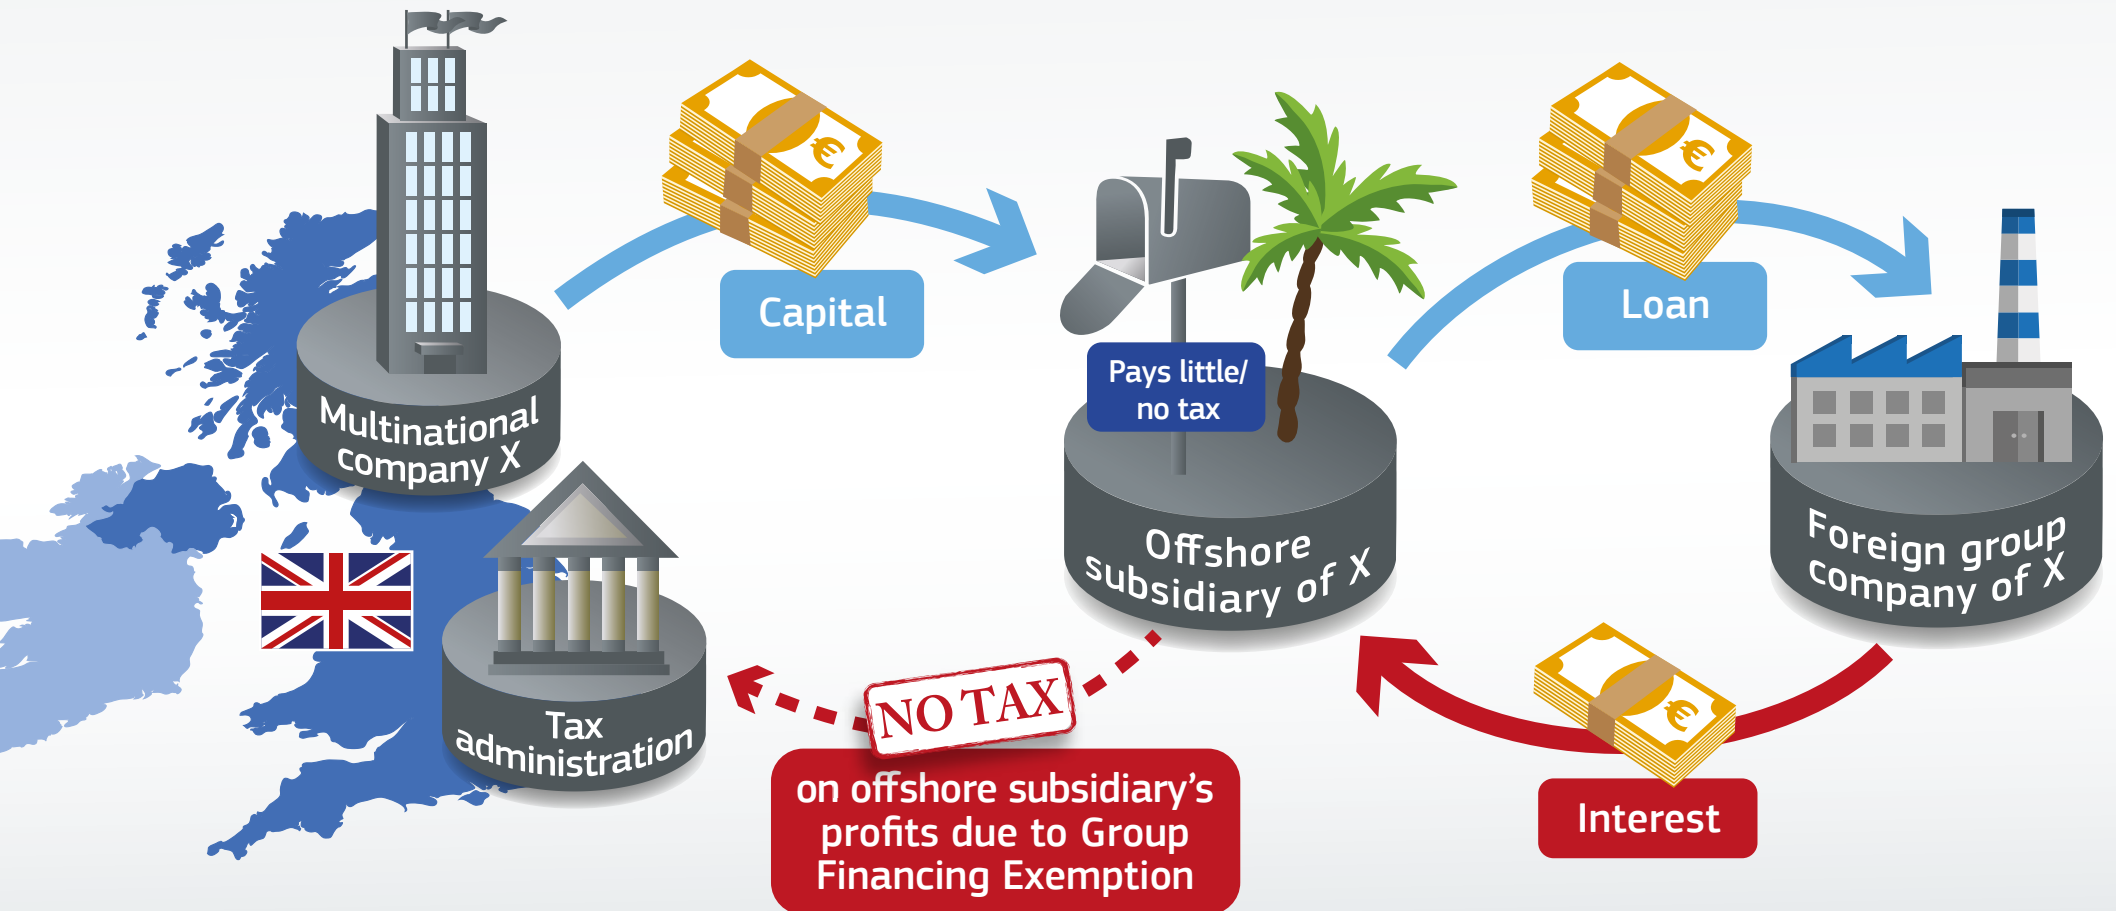 Multinational
company X
Capital
Pays little/
no tax
Offshore
subsidiary of X
Loan
Foreign group
company of X
Tax
administration
NO TAX
on offshore subsidiary's
profits due to Group
Financing Exemption
Interest
€
€
€